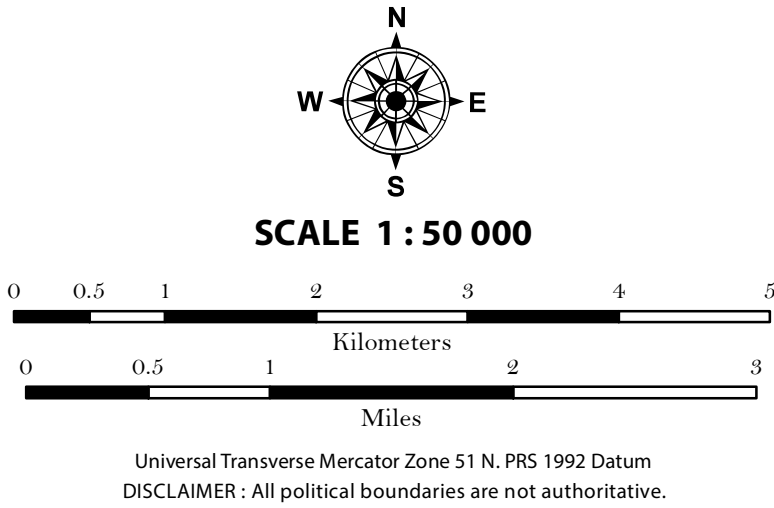 N
W E
S
SCALE 1 : 50 000
0 0.5 1 2 3 4 5
Kilometers
0 0.5 1 2 3
Miles
Universal Transverse Mercator Zone 51 N. PRS 1992 Datum
DISCLAIMER : All political boundaries are not authoritative.